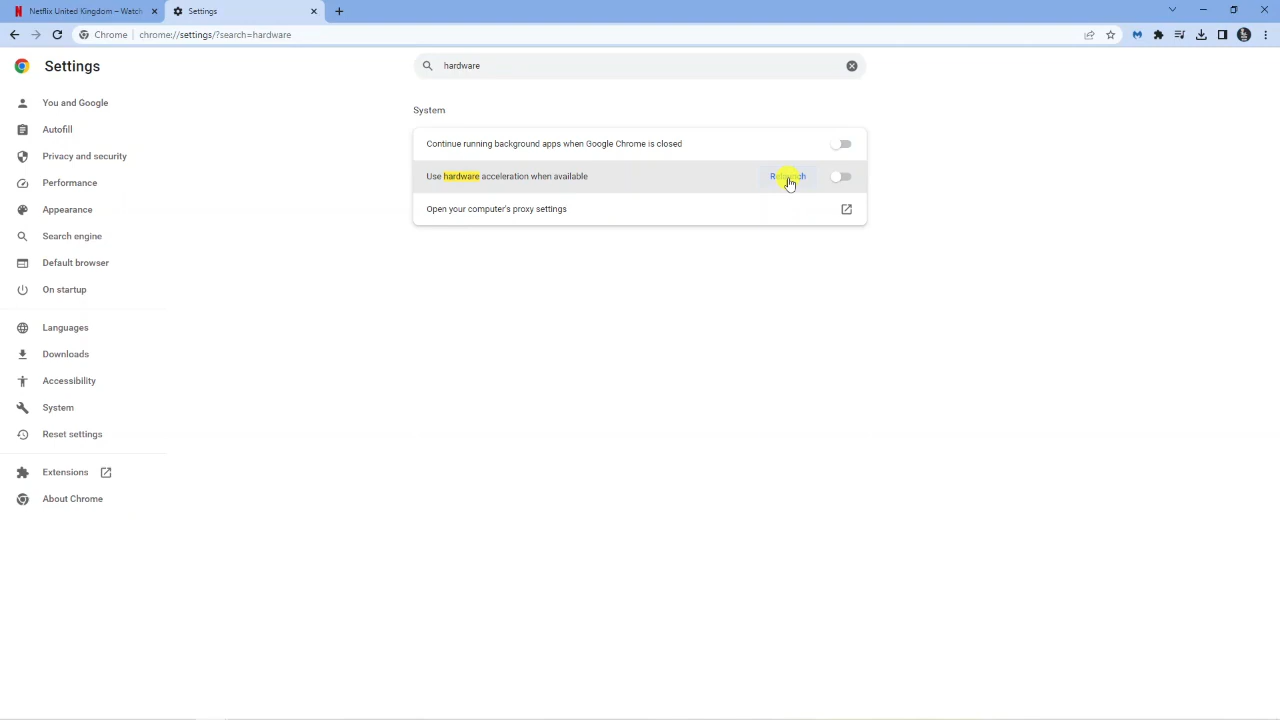 Netflix United Kingdom – Watch
Settings
Chrome
chrome://settings/?search=hardware
Settings
hardware
You and Google
Autofill
Privacy and security
Performance
Appearance
Search engine
Default browser
On startup
Languages
Downloads
Accessibility
System
Reset settings
Extensions
About Chrome
System
Continue running background apps when Google Chrome is closed
Use hardware acceleration when available
Relaunch
Open your computer's proxy settings